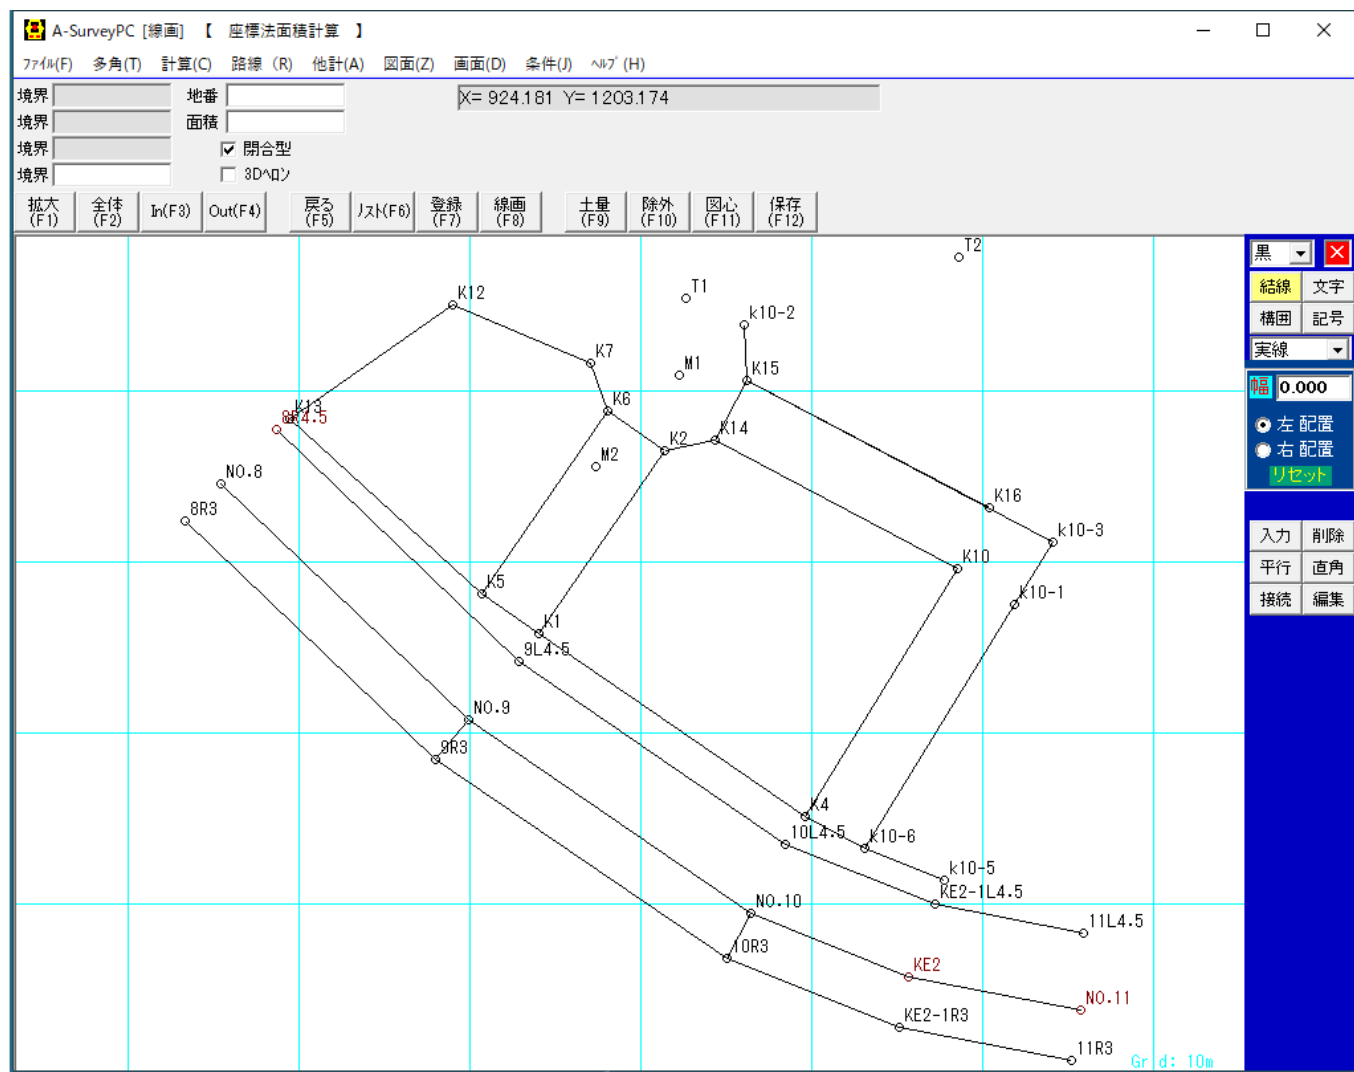 A-SurveyPC [線画] 【 座標法面積計算 】
ﾌｧｲﾙ(F) 多角(T) 計算(C) 路線 (R) 他計(A) 図面(Z) 画面(D) 条件(J) ﾍﾙﾌﾟ(H)
境界 地番 X= 924.181 Y= 1203.174
境界 面積
境界 閉合型
境界 3Dﾍﾛﾝ
拡大(F1) 全体(F2) In(F3) Out(F4) 戻る(F5) ﾘｽﾄ(F6) 登録(F7) 線画(F8) 土量(F9) 除外(F10) 図心(F11) 保存(F12)
黒
結線 文字
構囲 記号
実線
幅 0.000
左 配置
右 配置
リセット
入力 削除
平行 直角
接続 編集
T2
K12
T1
k10-2
K7
M1
K15
K13
8L4.5
K6
K2
K14
M2
NO.8
8R3
K16
k10-3
K10
K5
k10-1
K1
9L4.5
NO.9
9R3
K4
10L4.5
k10-6
k10-5
KE2-1L4.5
NO.10
11L4.5
10R3
KE2
NO.11
KE2-1R3
11R3
Grid: 10m